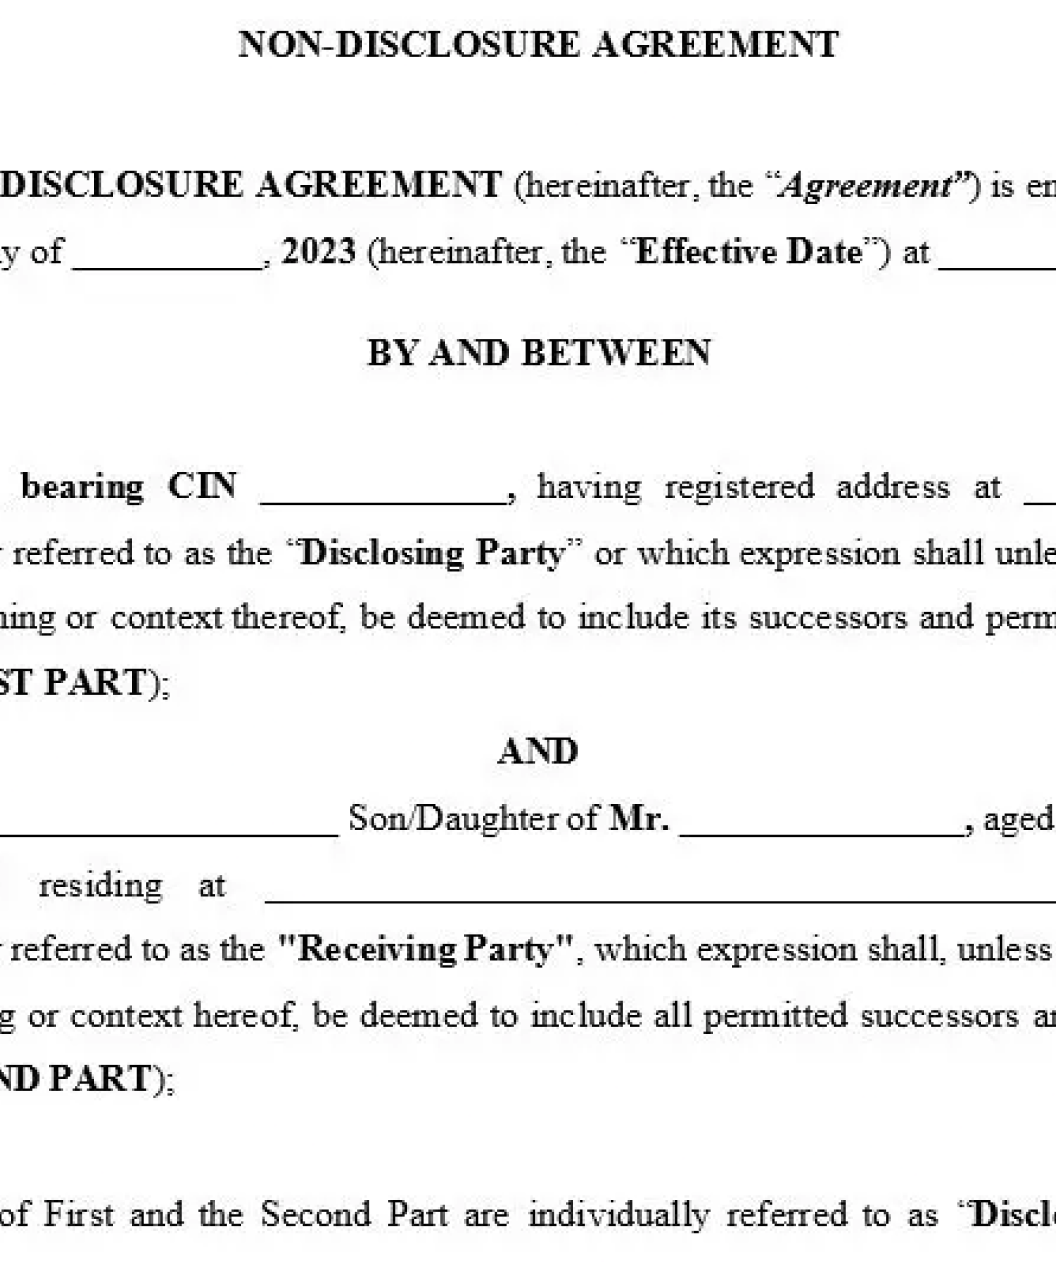 NON-DISCLOSURE AGREEMENT
DISCLOSURE AGREEMENT (hereinafter, the “Agreement”) is en
y of __________, 2023 (hereinafter, the “Effective Date”) at ______
BY AND BETWEEN
bearing CIN _____________, having registered address at __
r referred to as the “Disclosing Party” or which expression shall unle
ning or context thereof, be deemed to include its successors and perm
ST PART);
AND
__________________ Son/Daughter of Mr. _______________, aged
residing at __________________________________________
r referred to as the "Receiving Party", which expression shall, unless
g or context hereof, be deemed to include all permitted successors an
ND PART);
of First and the Second Part are individually referred to as “Disclo